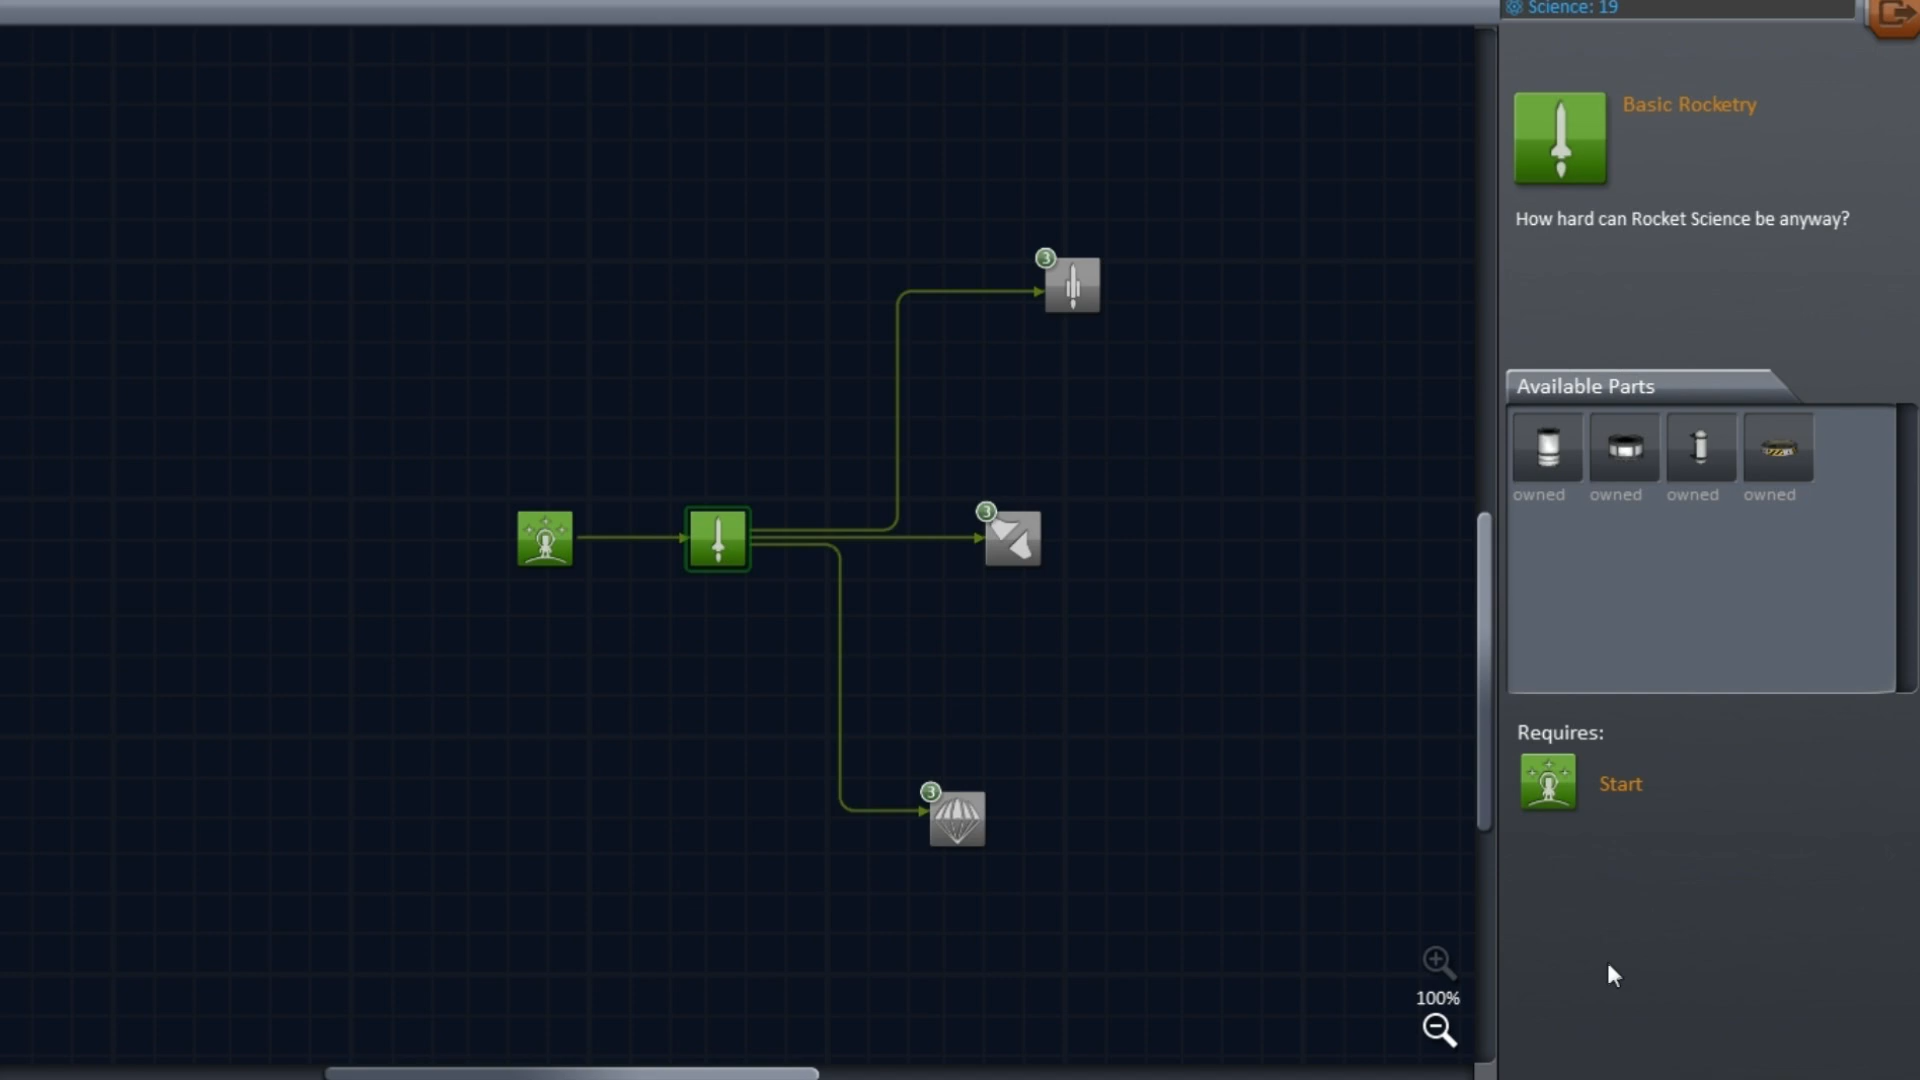 Science: 19
Basic Rocketry
How hard can Rocket Science be anyway?
3
Available Parts
owned owned owned owned
3
Requires:
Start
3
100%